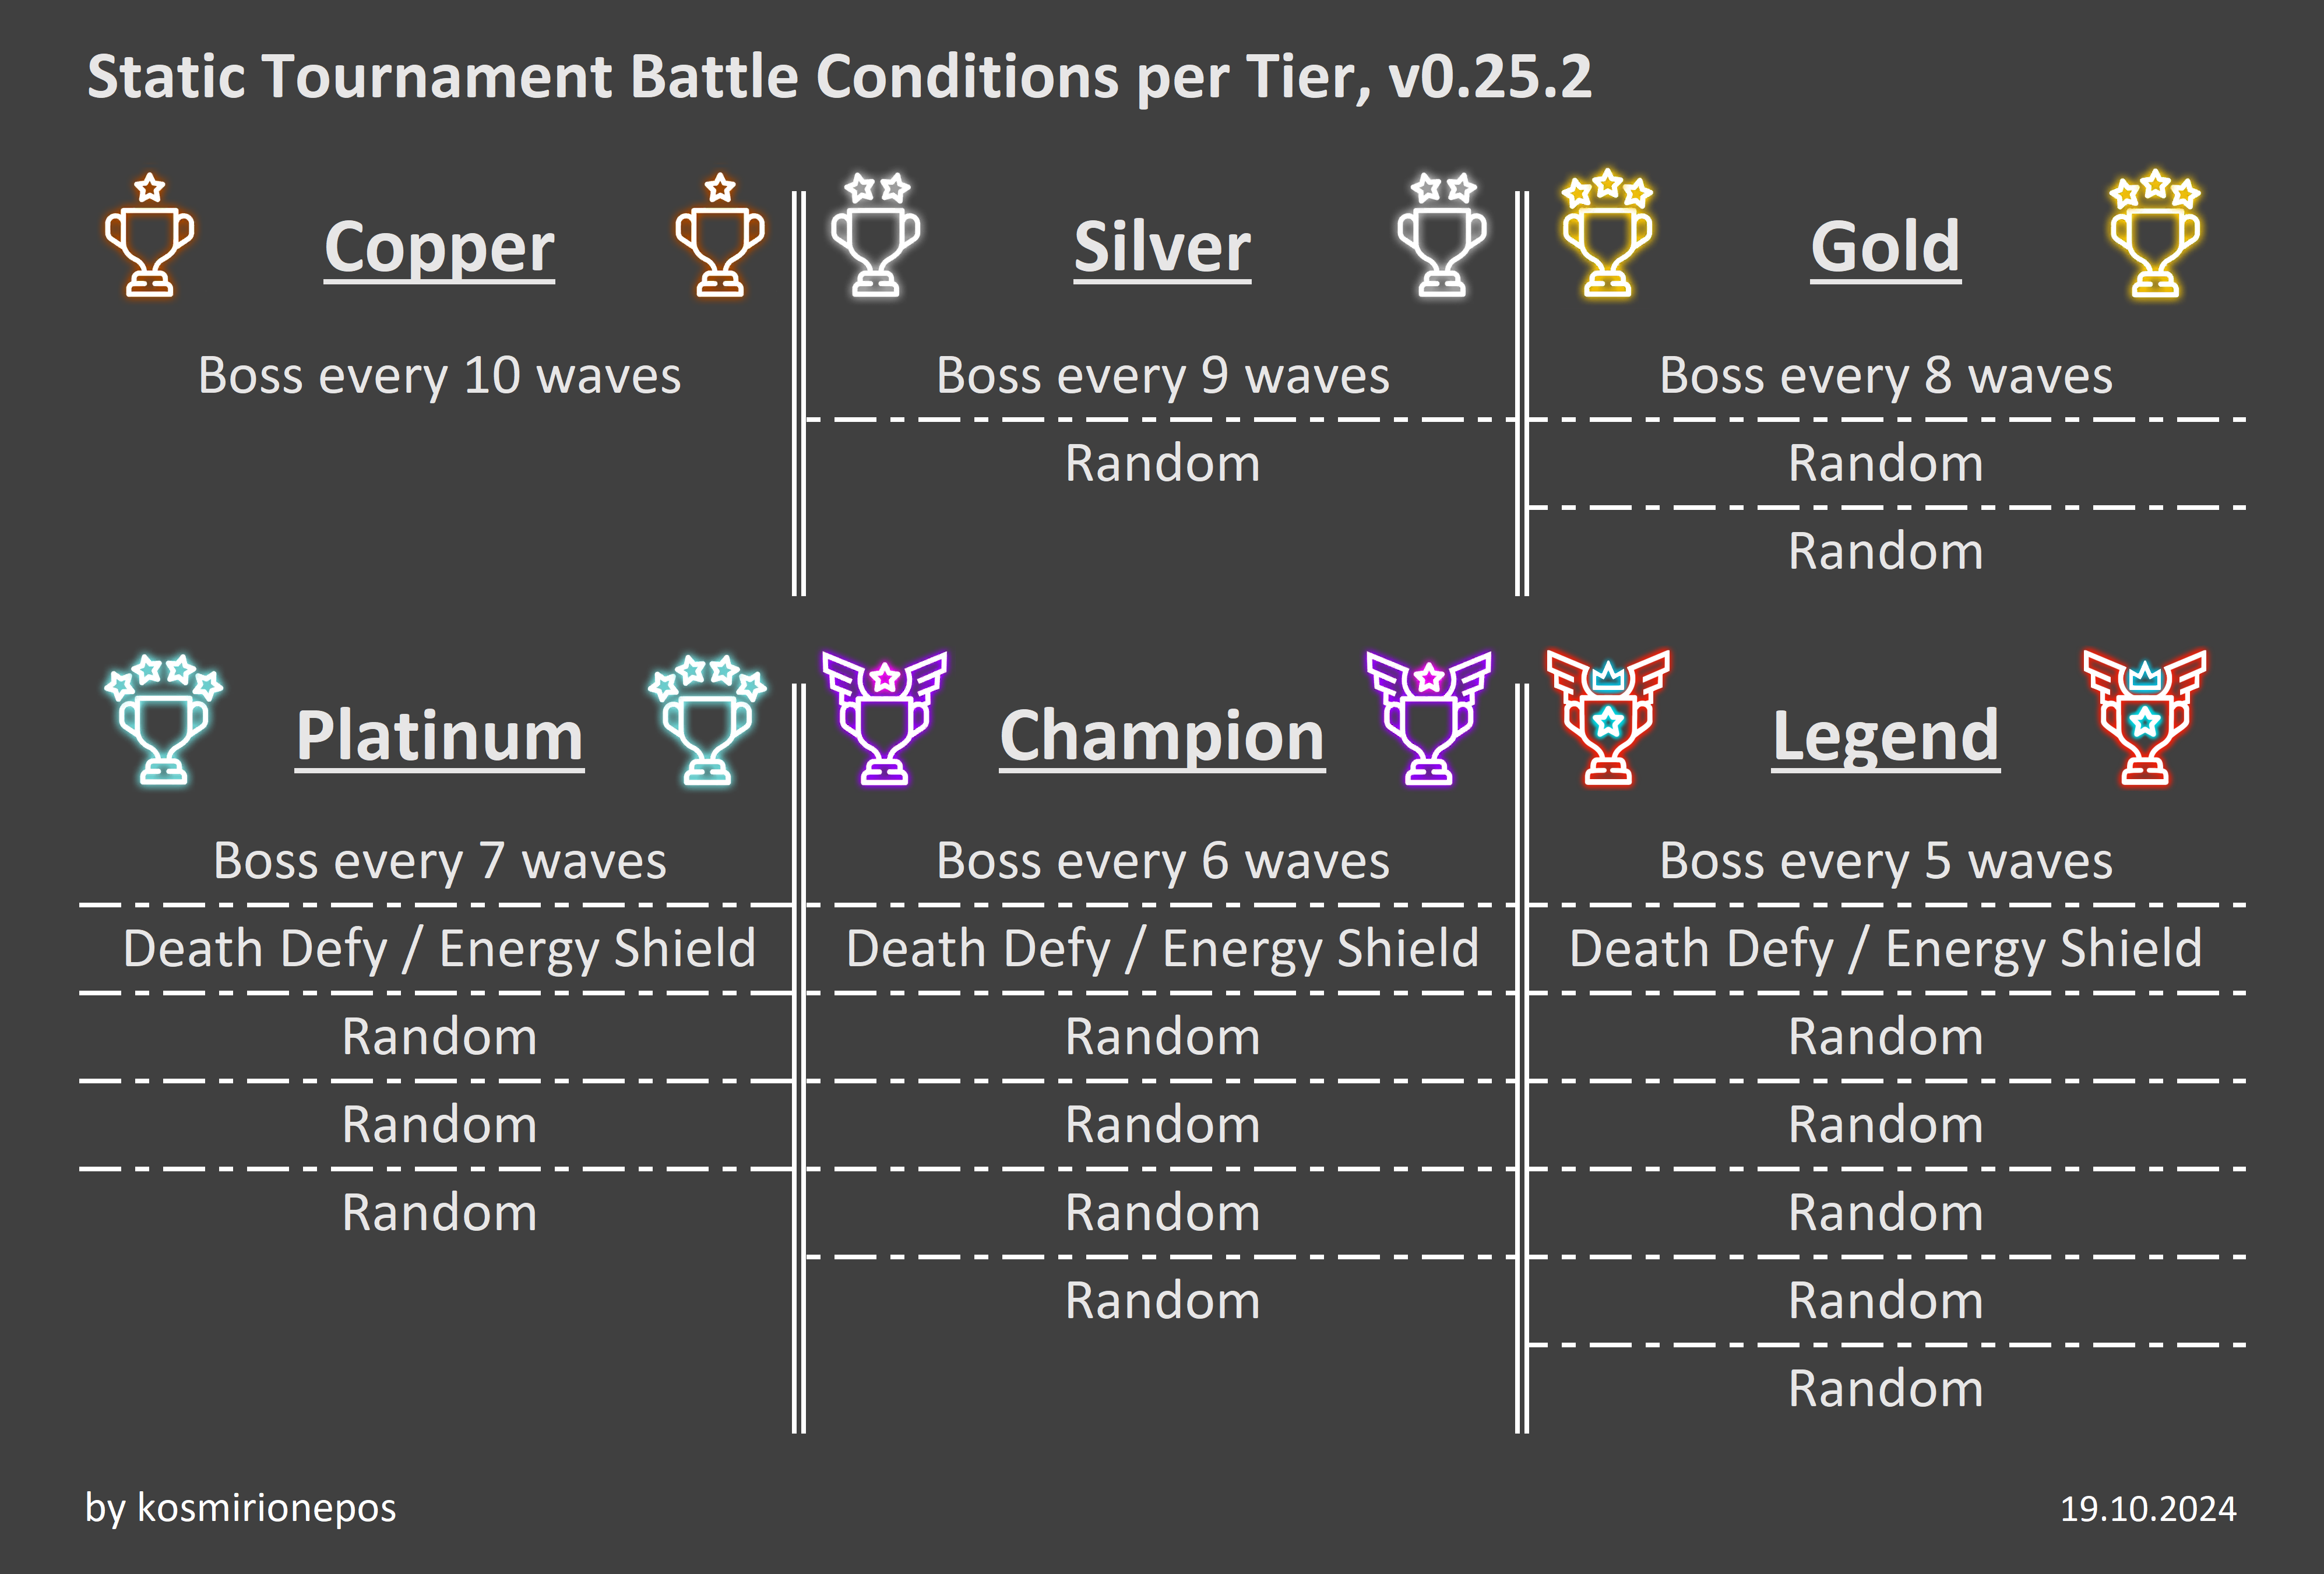 Static Tournament Battle Conditions per Tier, v0.25.2
Copper
Boss every 10 waves
Silver
Boss every 9 waves
Random
Gold
Boss every 8 waves
Random
Random
Platinum
Boss every 7 waves
Death Defy / Energy Shield
Random
Random
Random
Champion
Boss every 6 waves
Death Defy / Energy Shield
Random
Random
Random
Random
Legend
Boss every 5 waves
Death Defy / Energy Shield
Random
Random
Random
Random
Random
by kosmirionepos
19.10.2024